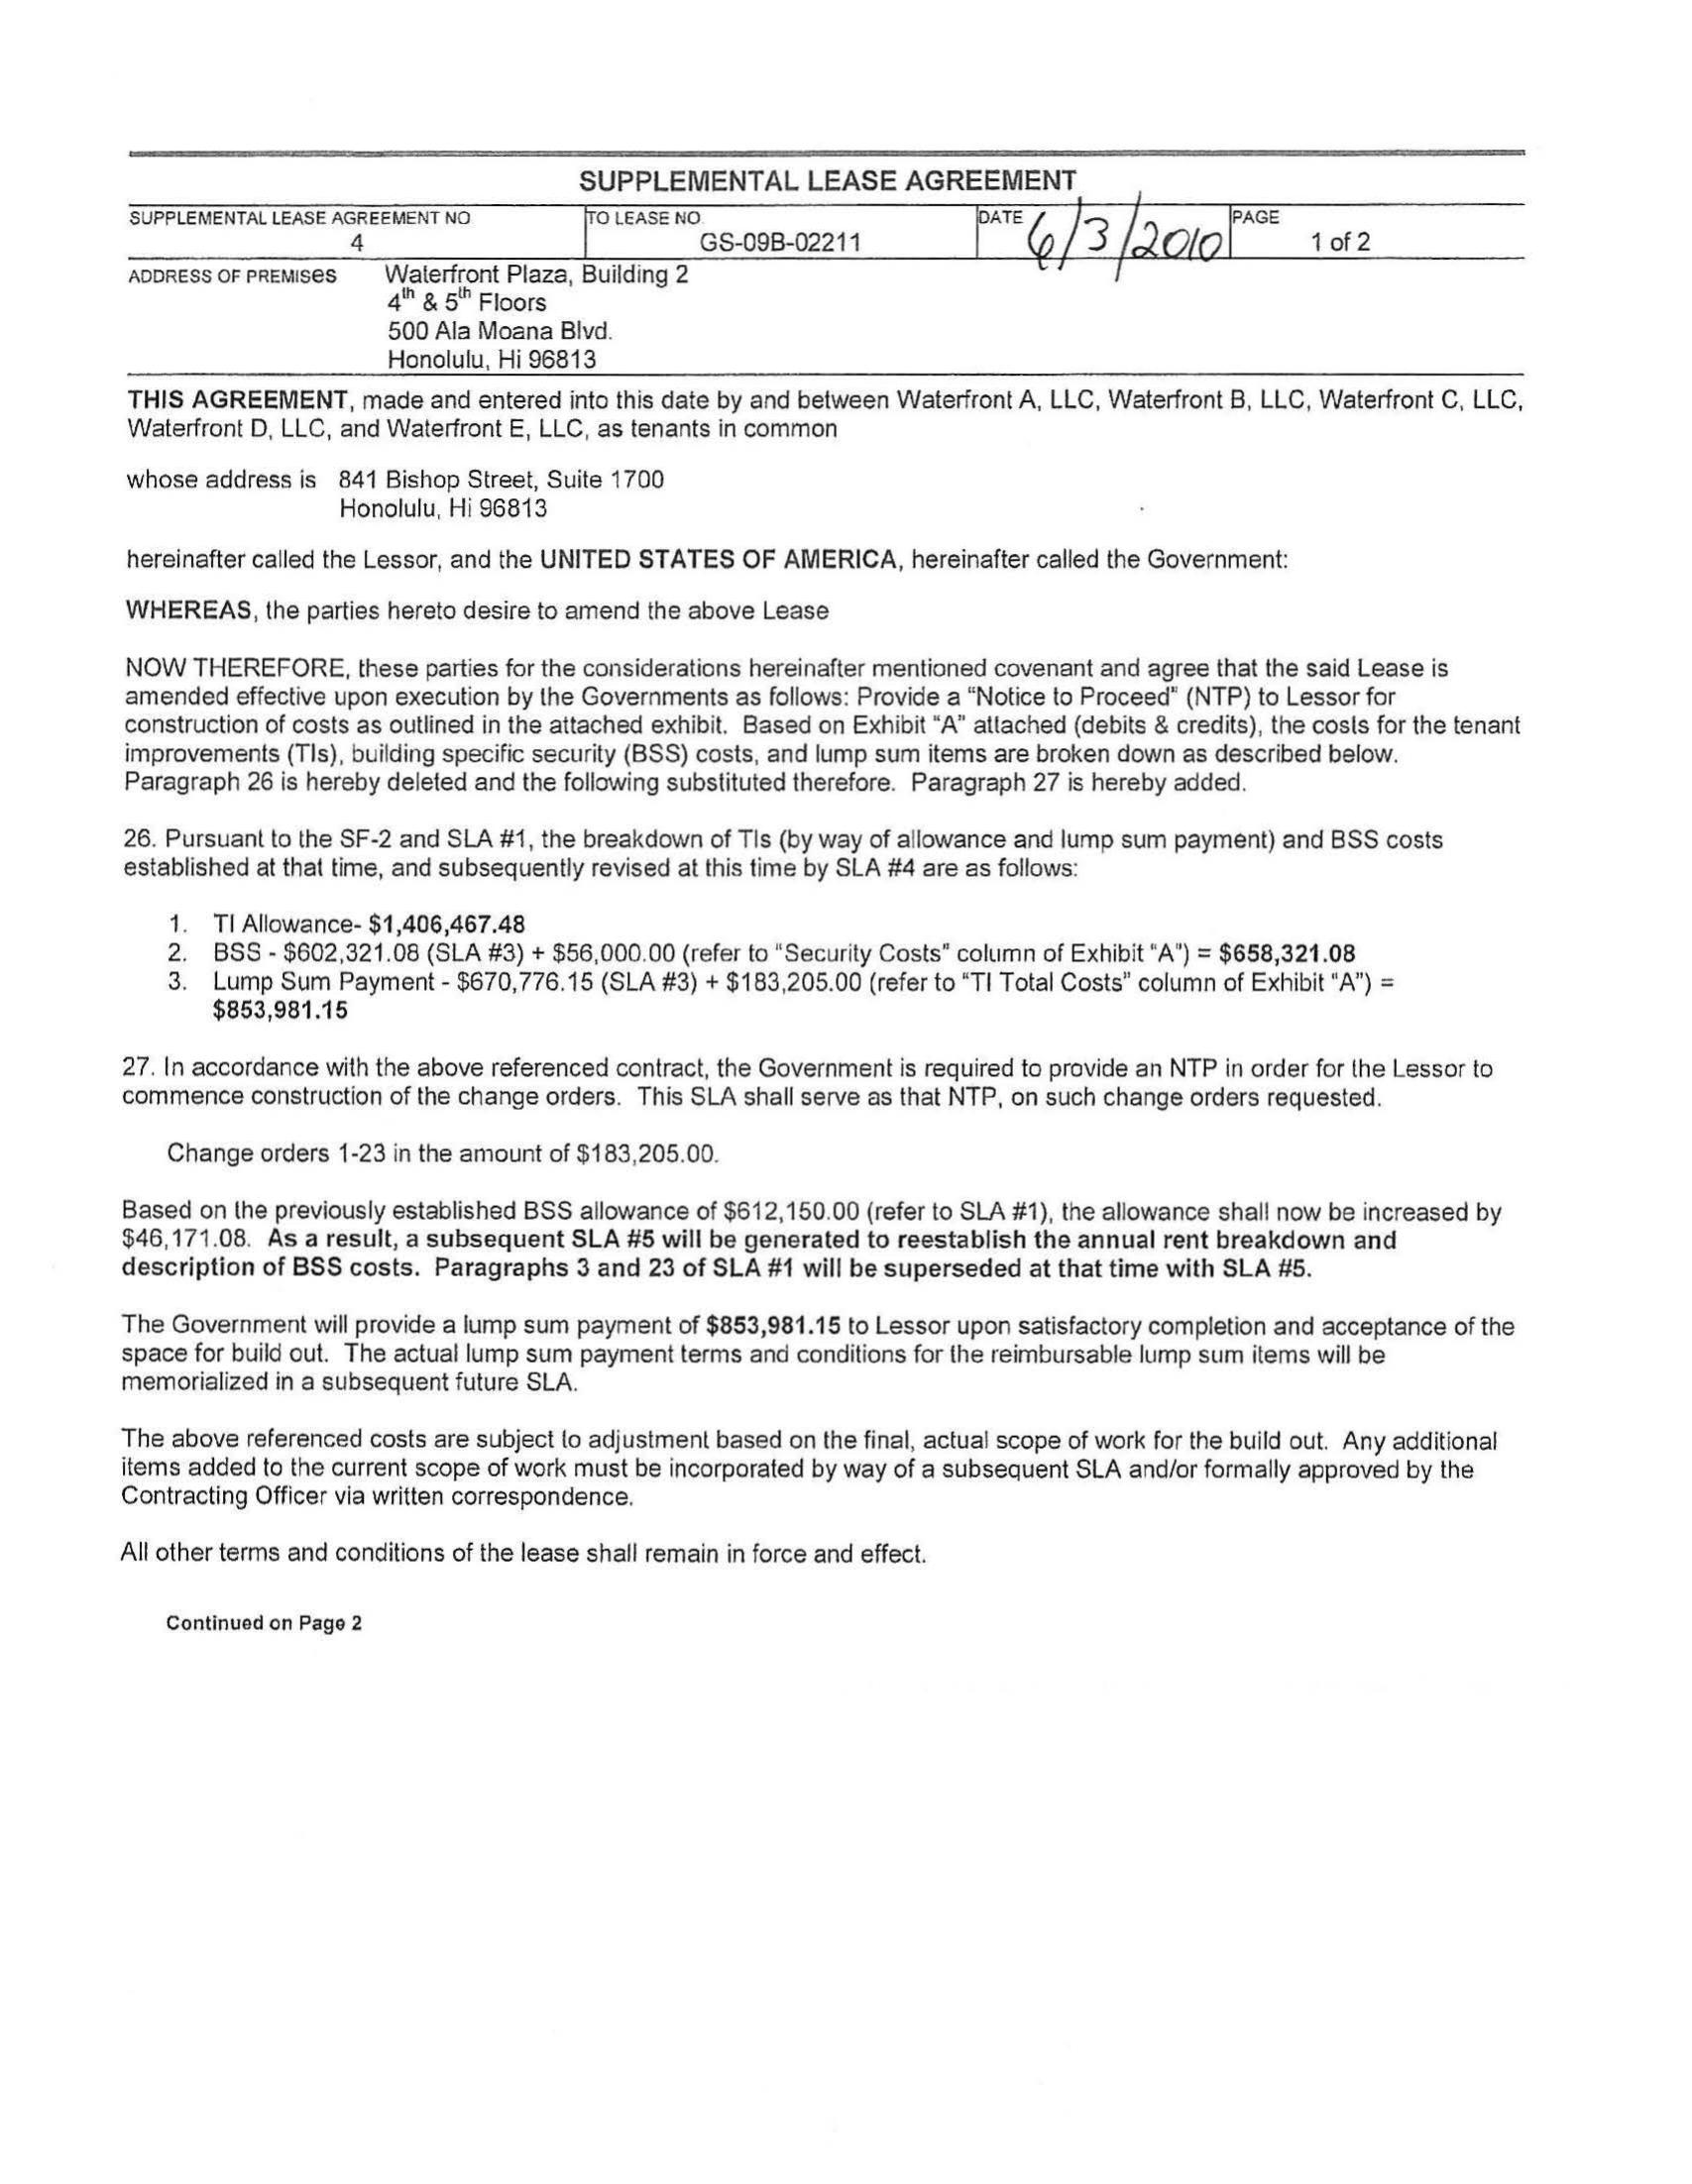 SUPPLEMENTAL LEASE AGREEMENT
SUPPLEMENTAL LEASE AGREEMENT NO
4
TO LEASE NO
GS-09B-02211
DATE
6/3/2010
PAGE
1 of 2
ADDRESS OF PREMISes
Waterfront Plaza, Building 2
4th & 5th Floors
500 Ala Moana Blvd.
Honolulu, Hi 96813
THIS AGREEMENT, made and entered into this date by and between Waterfront A, LLC, Waterfront B, LLC, Waterfront C, LLC,
Waterfront D, LLC, and Waterfront E, LLC, as tenants in common
whose address is 841 Bishop Street, Suite 1700
Honolulu, Hi 96813
hereinafter called the Lessor, and the UNITED STATES OF AMERICA, hereinafter called the Government:
WHEREAS, the parties hereto desire to amend the above Lease
NOW THEREFORE, these parties for the considerations hereinafter mentioned covenant and agree that the said Lease is
amended effective upon execution by the Governments as follows: Provide a "Notice to Proceed" (NTP) to Lessor for
construction of costs as outlined in the attached exhibit. Based on Exhibit "A" attached (debits & credits), the costs for the tenant
improvements (TIs), building specific security (BSS) costs, and lump sum items are broken down as described below.
Paragraph 26 is hereby deleted and the following substituted therefore. Paragraph 27 is hereby added.
26. Pursuant to the SF-2 and SLA #1, the breakdown of TIs (by way of allowance and lump sum payment) and BSS costs
established at that time, and subsequently revised at this time by SLA #4 are as follows:
1. TI Allowance- $1,406,467.48
2. BSS - $602,321.08 (SLA #3) + $56,000.00 (refer to "Security Costs" column of Exhibit "A") = $658,321.08
3. Lump Sum Payment - $670,776.15 (SLA #3) + $183,205.00 (refer to "TI Total Costs" column of Exhibit "A") =
$853,981.15
27. In accordance with the above referenced contract, the Government is required to provide an NTP in order for the Lessor to
commence construction of the change orders. This SLA shall serve as that NTP, on such change orders requested.
Change orders 1-23 in the amount of $183,205.00.
Based on the previously established BSS allowance of $612,150.00 (refer to SLA #1), the allowance shall now be increased by
$46,171.08. As a result, a subsequent SLA #5 will be generated to reestablish the annual rent breakdown and
description of BSS costs. Paragraphs 3 and 23 of SLA #1 will be superseded at that time with SLA #5.
The Government will provide a lump sum payment of $853,981.15 to Lessor upon satisfactory completion and acceptance of the
space for build out. The actual lump sum payment terms and conditions for the reimbursable lump sum items will be
memorialized in a subsequent future SLA.
The above referenced costs are subject to adjustment based on the final, actual scope of work for the build out. Any additional
items added to the current scope of work must be incorporated by way of a subsequent SLA and/or formally approved by the
Contracting Officer via written correspondence.
All other terms and conditions of the lease shall remain in force and effect.
Continued on Page 2